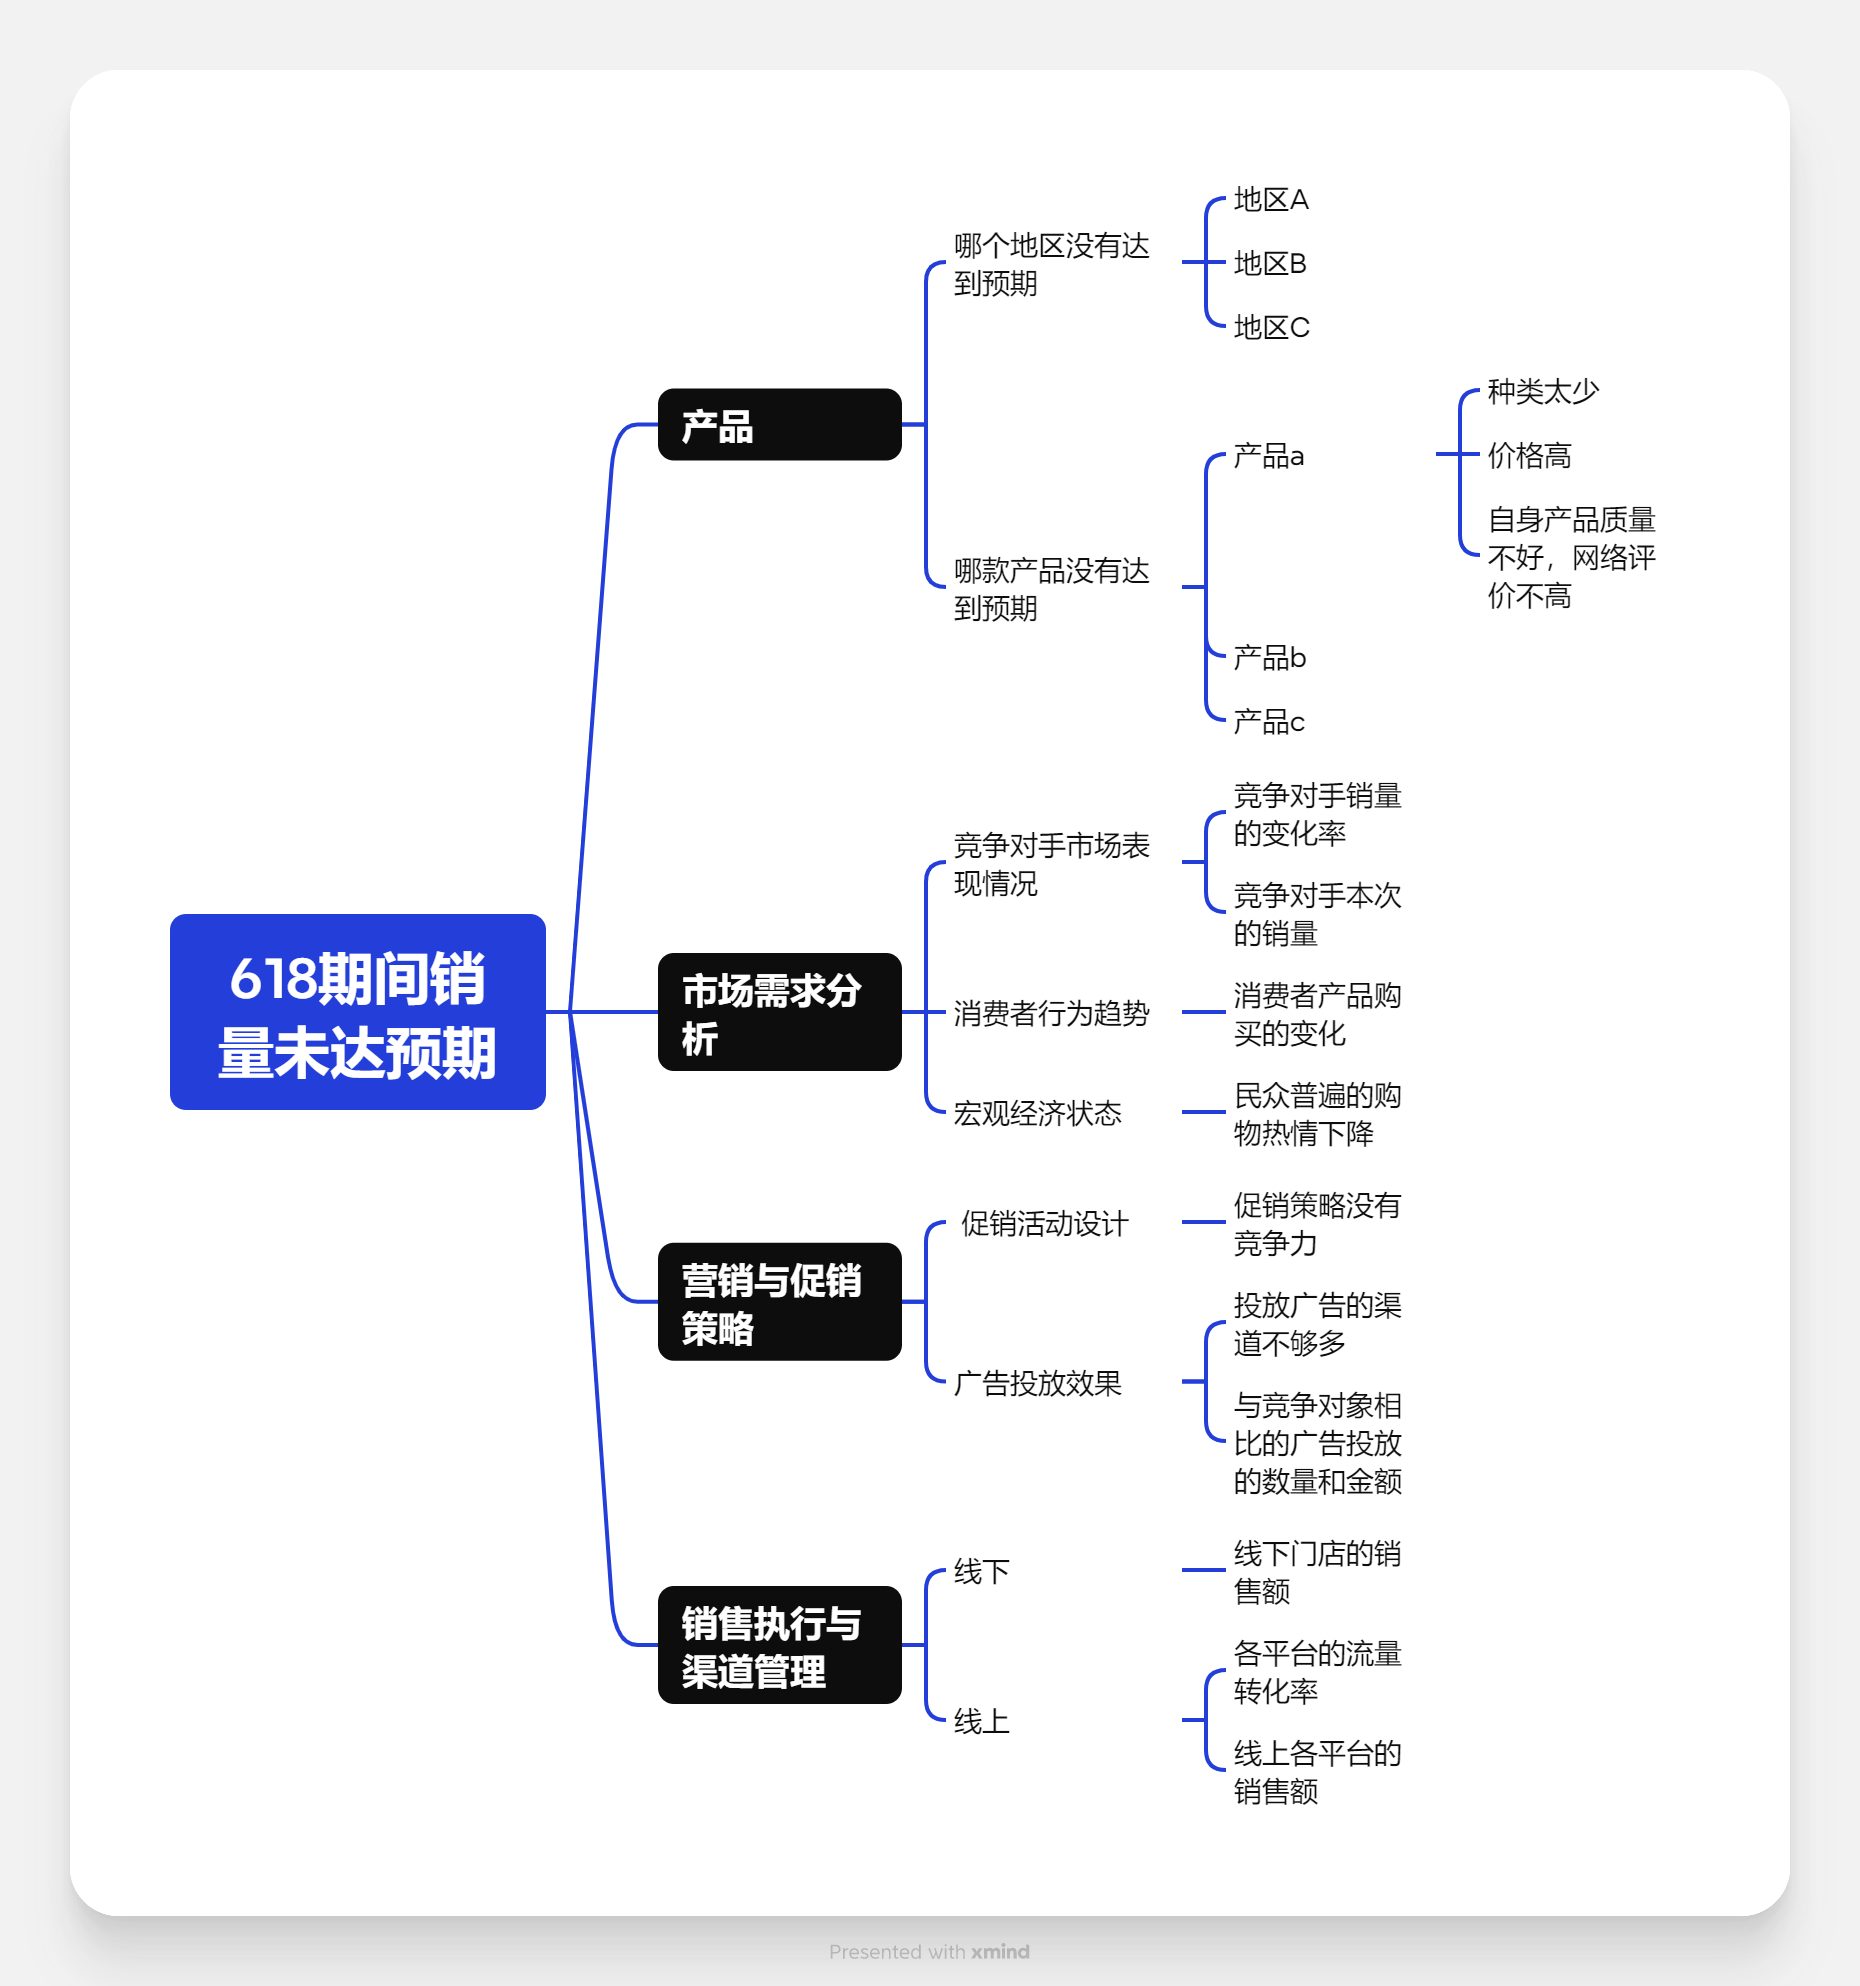 618期间销
量未达预期
产品
哪个地区没有达
到预期
地区A
地区B
地区C
哪款产品没有达
到预期
产品a
种类太少
价格高
自身产品质量
不好，网络评
价不高
产品b
产品c
市场需求分
析
竞争对手市场表
现情况
竞争对手销量
的变化率
竞争对手本次
的销量
消费者行为趋势
消费者产品购
买的变化
宏观经济状态
民众普遍的购
物热情下降
营销与促销
策略
促销活动设计
促销策略没有
竞争力
广告投放效果
投放广告的渠
道不够多
与竞争对象相
比的广告投放
的数量和金额
销售执行与
渠道管理
线下
线下门店的销
售额
线上
各平台的流量
转化率
线上各平台的
销售额
Presented with xmind